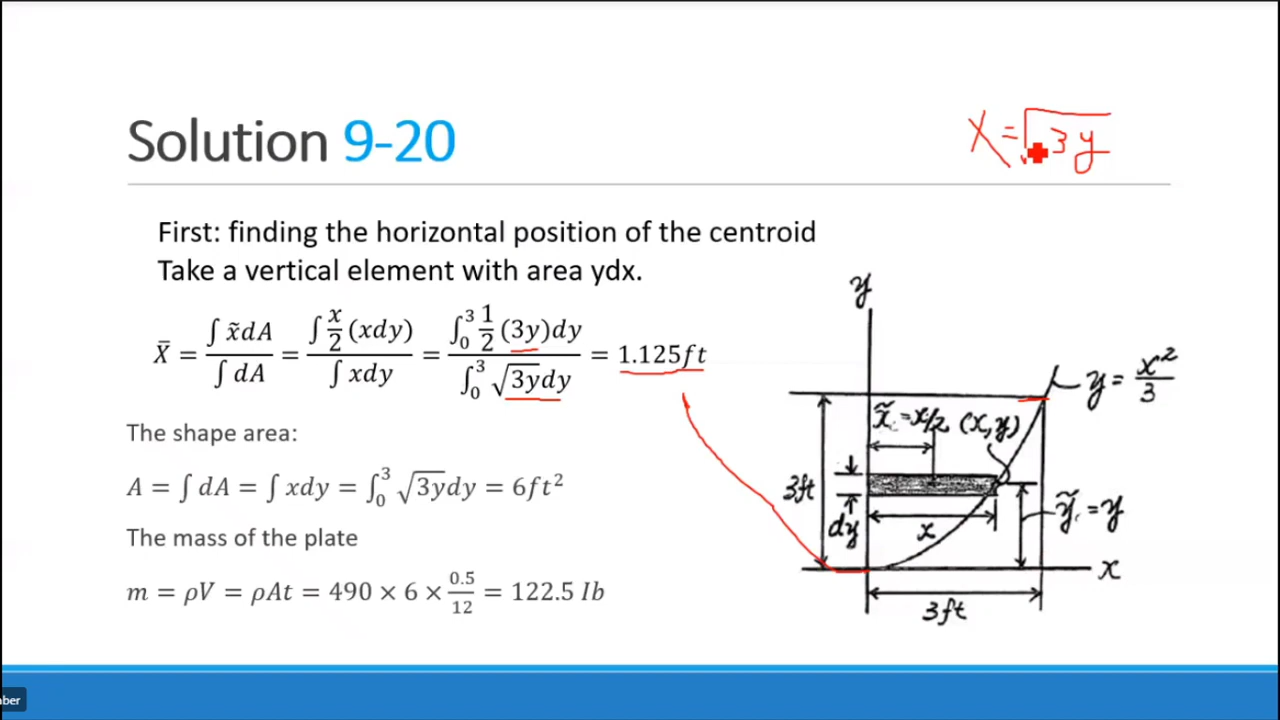 Solution 9-20
X = √3y
First: finding the horizontal position of the centroid
Take a vertical element with area ydx.
X̄ = ∫ x̃dA / ∫ dA = ∫ x/2 (xdy) / ∫ xdy = ∫₀³ 1/2 (3y)dy / ∫₀³ √3y dy = 1.125ft
The shape area:
A = ∫ dA = ∫ xdy = ∫₀³ √3y dy = 6ft²
The mass of the plate
m = ρV = ρAt = 490 × 6 × 0.5/12 = 122.5 Ib
y
y = x²/3
x̃ = x/2 (x,y)
3ft
dy
x
ỹ = y
x
3ft
ber